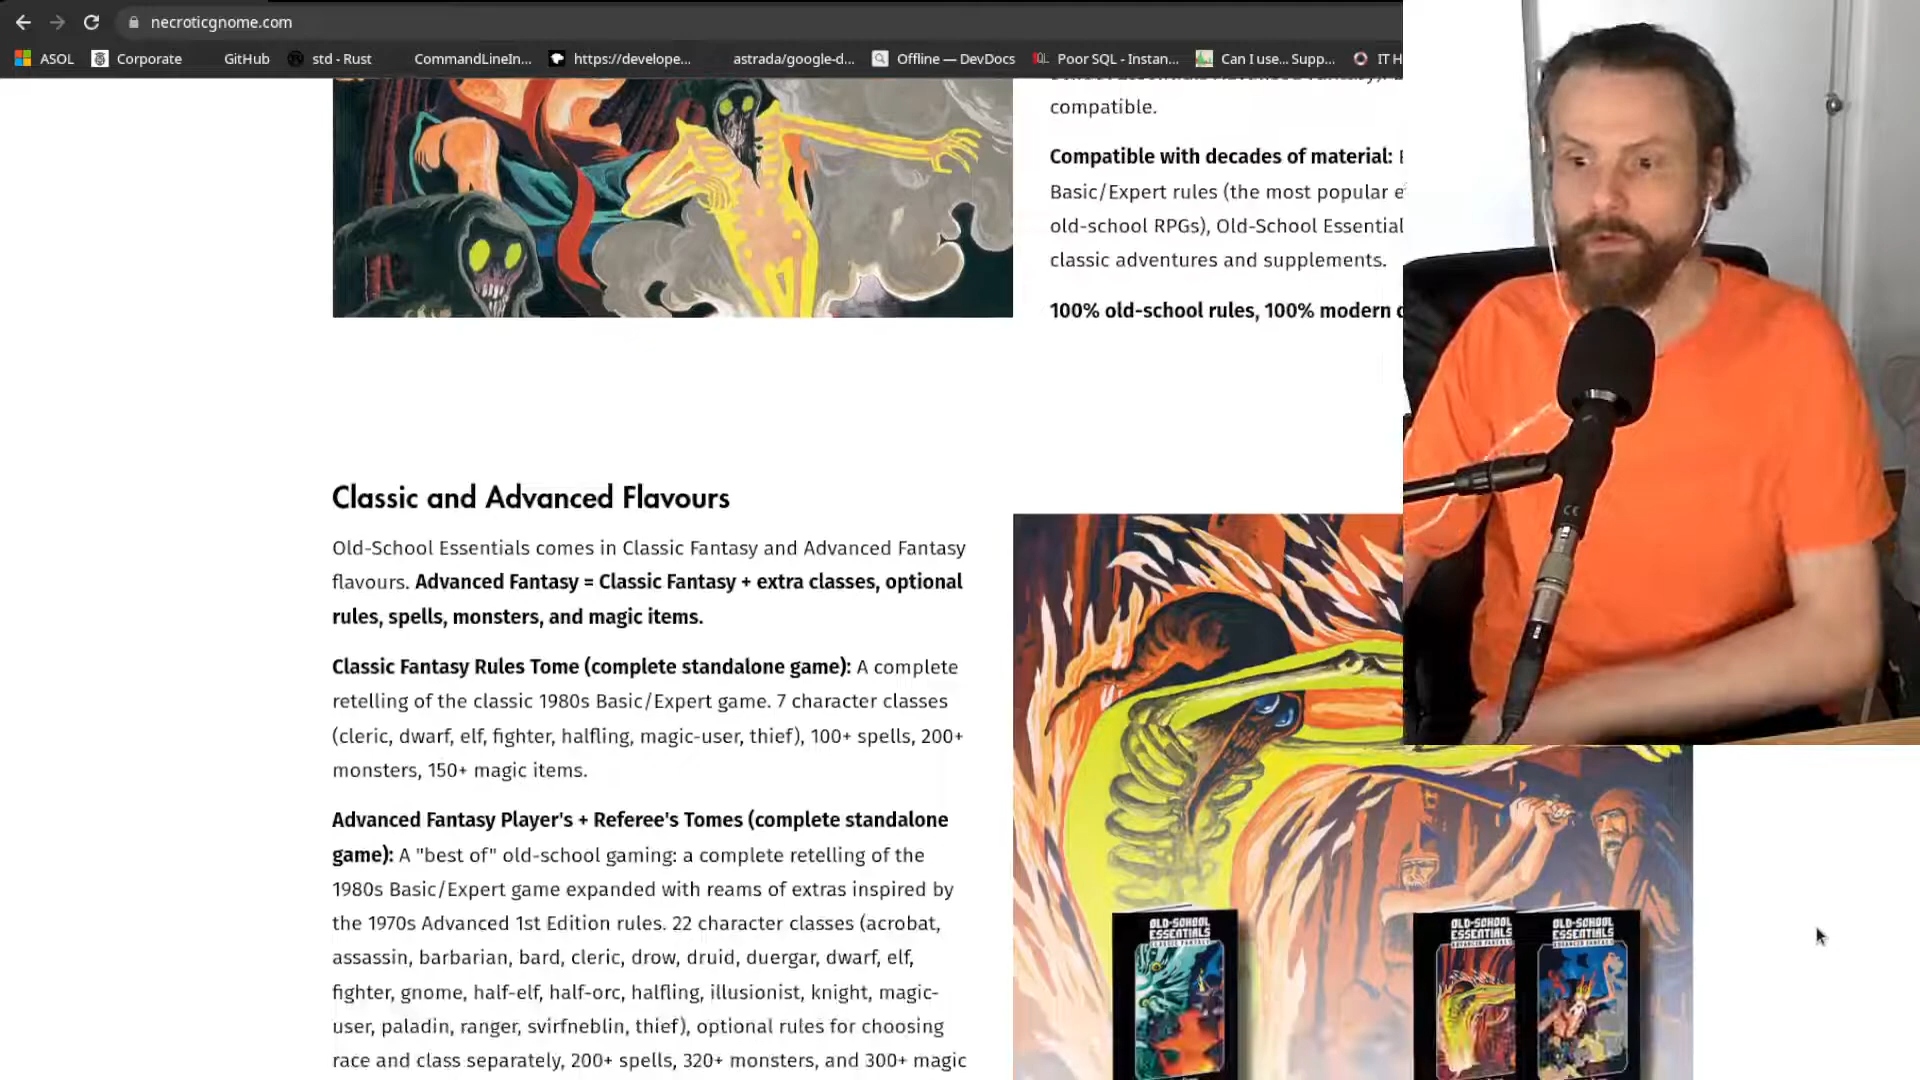 necroticgnome.com
ASOL Corporate GitHub std - Rust CommandLineIn... https://develope... astrada/google-d... Offline — DevDocs Poor SQL - Instan... Can I use... Supp... IT H
compatible.
Compatible with decades of material:
Basic/Expert rules (the most popular e
old-school RPGs), Old-School Essential
classic adventures and supplements.
100% old-school rules, 100% modern
Classic and Advanced Flavours
Old-School Essentials comes in Classic Fantasy and Advanced Fantasy
flavours. Advanced Fantasy = Classic Fantasy + extra classes, optional
rules, spells, monsters, and magic items.
Classic Fantasy Rules Tome (complete standalone game): A complete
retelling of the classic 1980s Basic/Expert game. 7 character classes
(cleric, dwarf, elf, fighter, halfling, magic-user, thief), 100+ spells, 200+
monsters, 150+ magic items.
Advanced Fantasy Player's + Referee's Tomes (complete standalone
game): A "best of" old-school gaming: a complete retelling of the
1980s Basic/Expert game expanded with reams of extras inspired by
the 1970s Advanced 1st Edition rules. 22 character classes (acrobat,
assassin, barbarian, bard, cleric, drow, druid, duergar, dwarf, elf,
fighter, gnome, half-elf, half-orc, halfling, illusionist, knight, magic-
user, paladin, ranger, svirfneblin, thief), optional rules for choosing
race and class separately, 200+ spells, 320+ monsters, and 300+ magic
OLD-SCHOOL
ESSENTIALS
CLASSIC FANTASY
OLD-SCHOOL
ESSENTIALS
ADVANCED FANTASY
OLD-SCHOOL
ESSENTIALS
ADVANCED FANTASY
CE